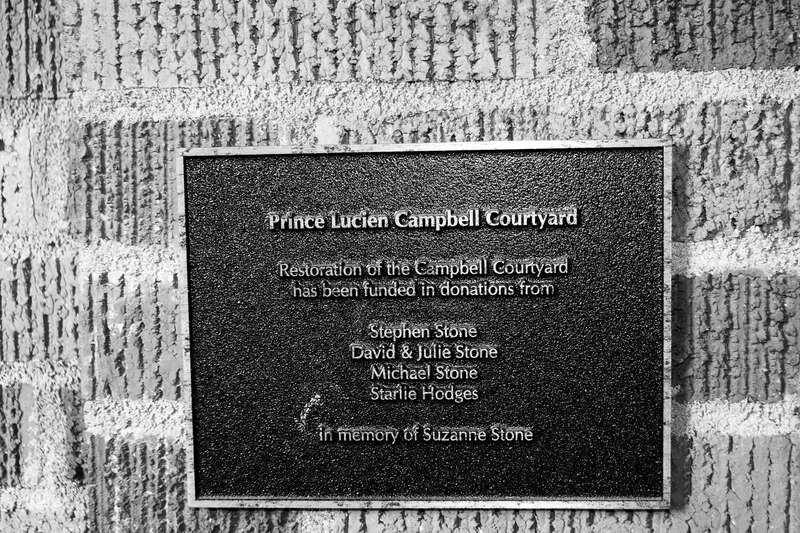 Prince Lucien Campbell Courtyard
Restoration of the Campbell Courtyard
has been funded in donations from
Stephen Stone
David & Julie Stone
Michael Stone
Starlie Hodges
In memory of Suzanne Stone